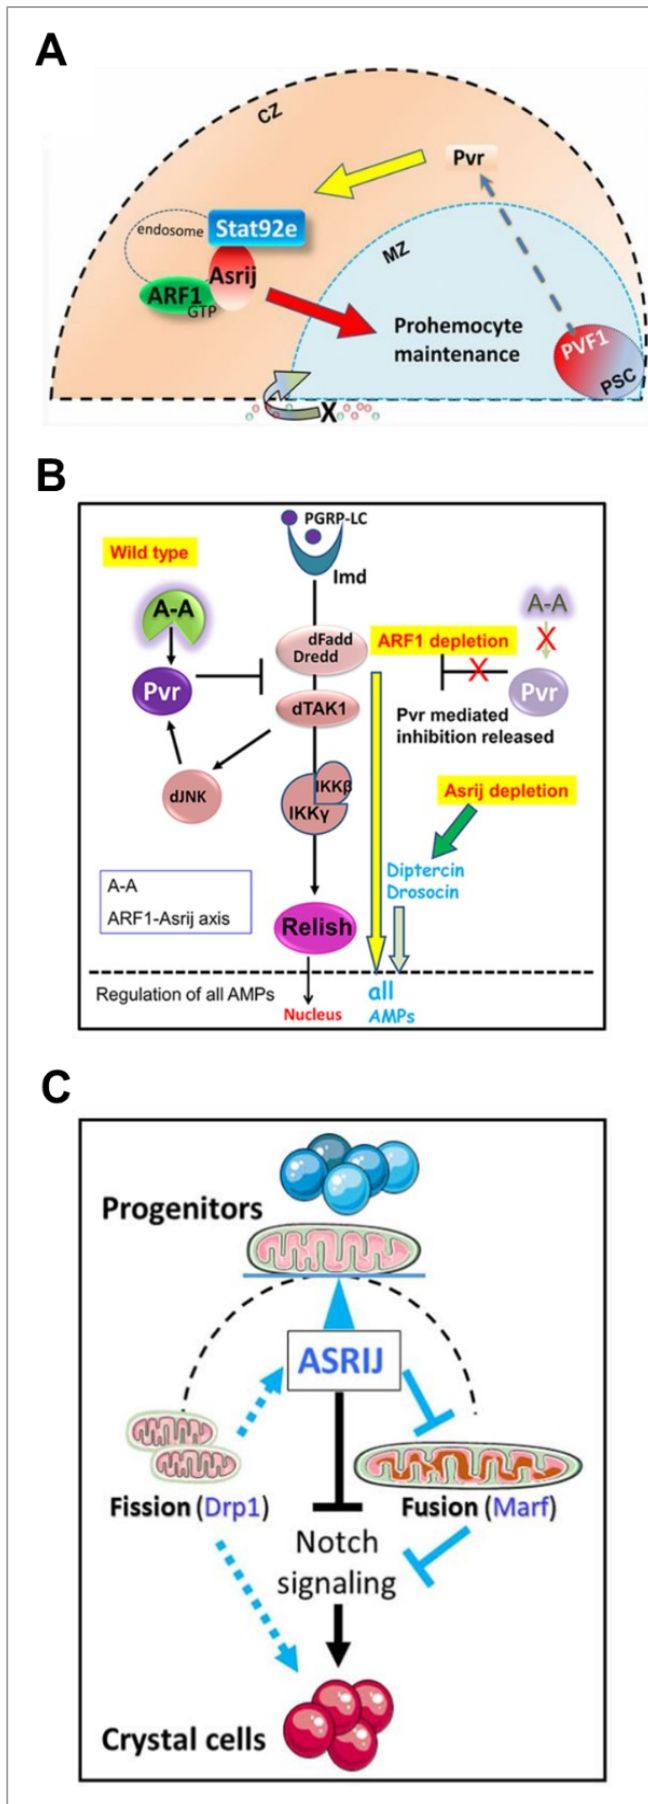 A
CZ
Pvr
endosome
Stat92e
MZ
Asrij
ARF1
GTP
Prohemocyte
maintenance
PVF1
PSC
X
B
PGRP-LC
Wild type
Imd
A-A
A-A
dFadd
Dredd
ARF1 depletion
X
X
Pvr
Pvr
dTAK1
Pvr mediated
inhibition released
IKKβ
dJNK
IKKγ
Asrij depletion
Diptercin
Drosocin
A-A
ARF1-Asrij axis
Relish
Regulation of all AMPs
all
AMPs
Nucleus
C
Progenitors
ASRIJ
Fission (Drp1)
Fusion (Marf)
Notch
signaling
Crystal cells